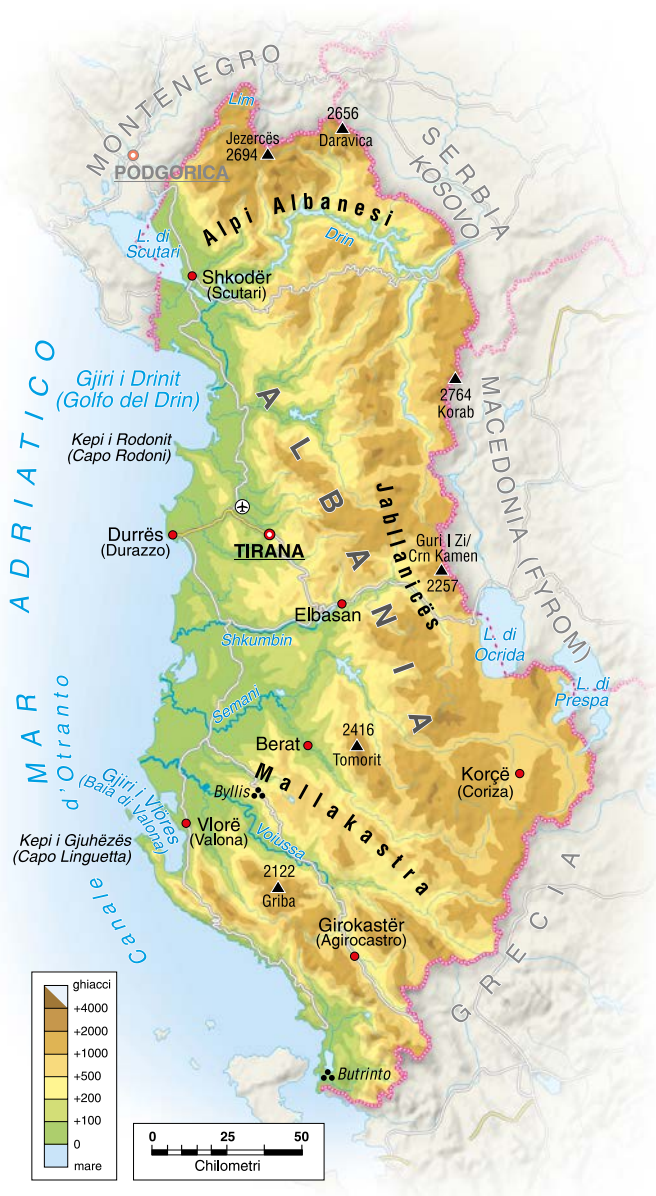 MONTENEGRO
Lim
2656
Daravica
Jezercës
2694
PODGORICA
SERBIA
KOSOVO
Alpi Albanesi
Drin
L. di
Scutari
Shkodër
(Scutari)
MAR ADRIATICO
Gjiri i Drinit
(Golfo del Drin)
2764
Korab
MACEDONIA (FYROM)
Kepi i Rodonit
(Capo Rodoni)
ALBANIA
Jabllanicës
Durrës
(Durazzo)
TIRANA
Guri I Zi/
Crn Kamen
2257
Elbasan
Shkumbin
L. di
Ocrida
L. di
Prespa
Semani
Canale d'Otranto
Berat
2416
Tomorit
Korçë
(Coriza)
Mallakastra
Byllis
Gjiri i Vlores
(Baia di Valona)
Vlorë
(Valona)
Voiussa
Kepi i Gjuhëzës
(Capo Linguetta)
2122
Griba
Girokastër
(Agirocastro)
GRECIA
Butrinto
ghiacci
+4000
+2000
+1000
+500
+200
+100
0
mare
0 25 50
Chilometri